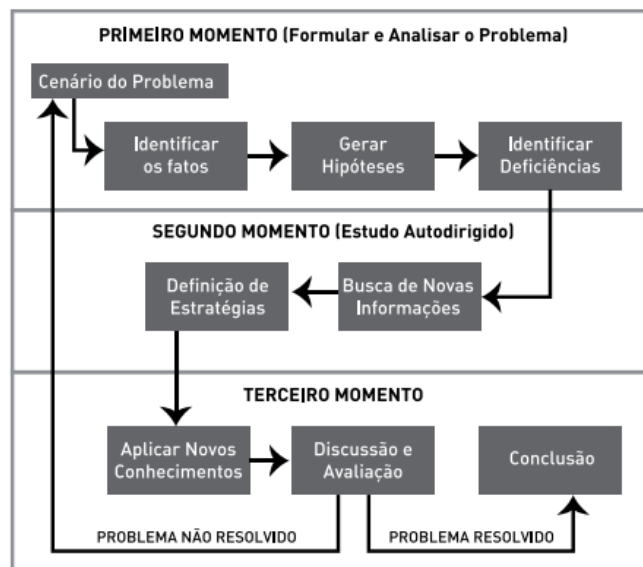 PRIMEIRO MOMENTO (Formular e Analisar o Problema)
Cenário do Problema
Identificar
os fatos
Gerar
Hipóteses
Identificar
Deficiências
SEGUNDO MOMENTO (Estudo Autodirigido)
Definição de
Estratégias
Busca de Novas
Informações
TERCEIRO MOMENTO
Aplicar Novos
Conhecimentos
Discussão e
Avaliação
Conclusão
PROBLEMA NÃO RESOLVIDO
PROBLEMA RESOLVIDO